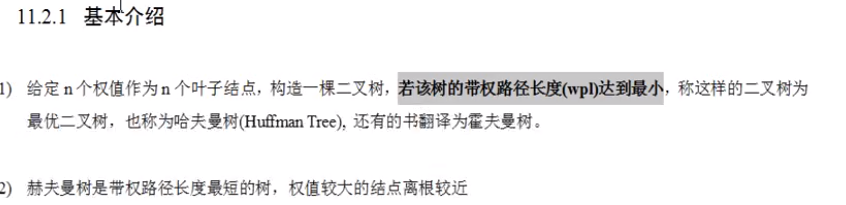 11.2.1 基本介绍
1) 给定 n 个权值作为 n 个叶子结点，构造一棵二叉树，若该树的带权路径长度(wpl)达到最小，称这样的二叉树为
最优二叉树，也称为哈夫曼树(Huffman Tree), 还有的书翻译为霍夫曼树。
2) 赫夫曼树是带权路径长度最短的树，权值较大的结点离根较近